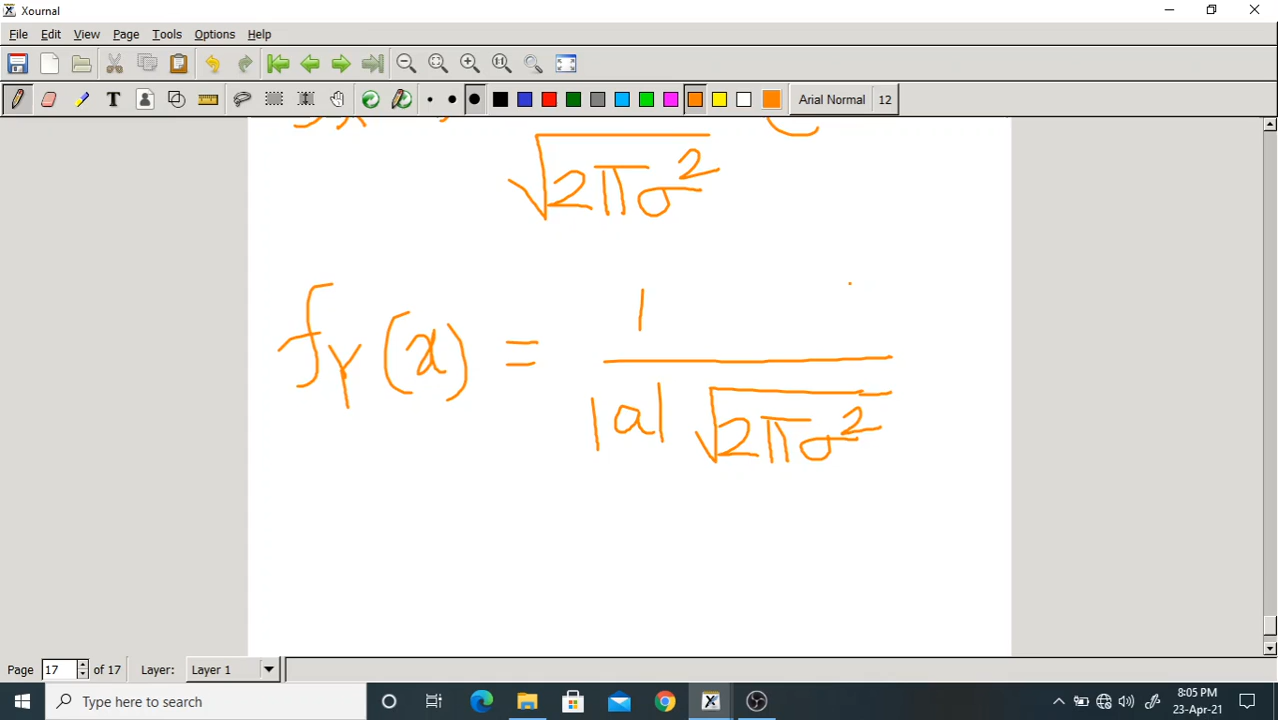 Xournal
File Edit View Page Tools Options Help
T Arial Normal 12
√2πσ²
f_Y(x) = 1
|a| √2πσ²
Page 17 of 17 Layer: Layer 1
Type here to search
8:05 PM
23-Apr-21